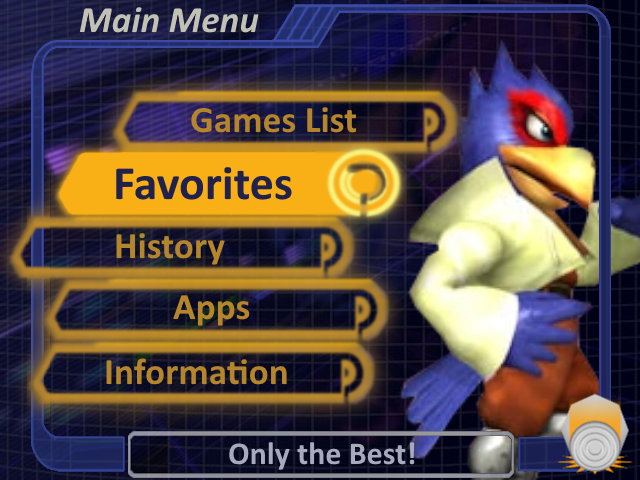 Main Menu
Games List
Favorites
History
Apps
Information
Only the Best!